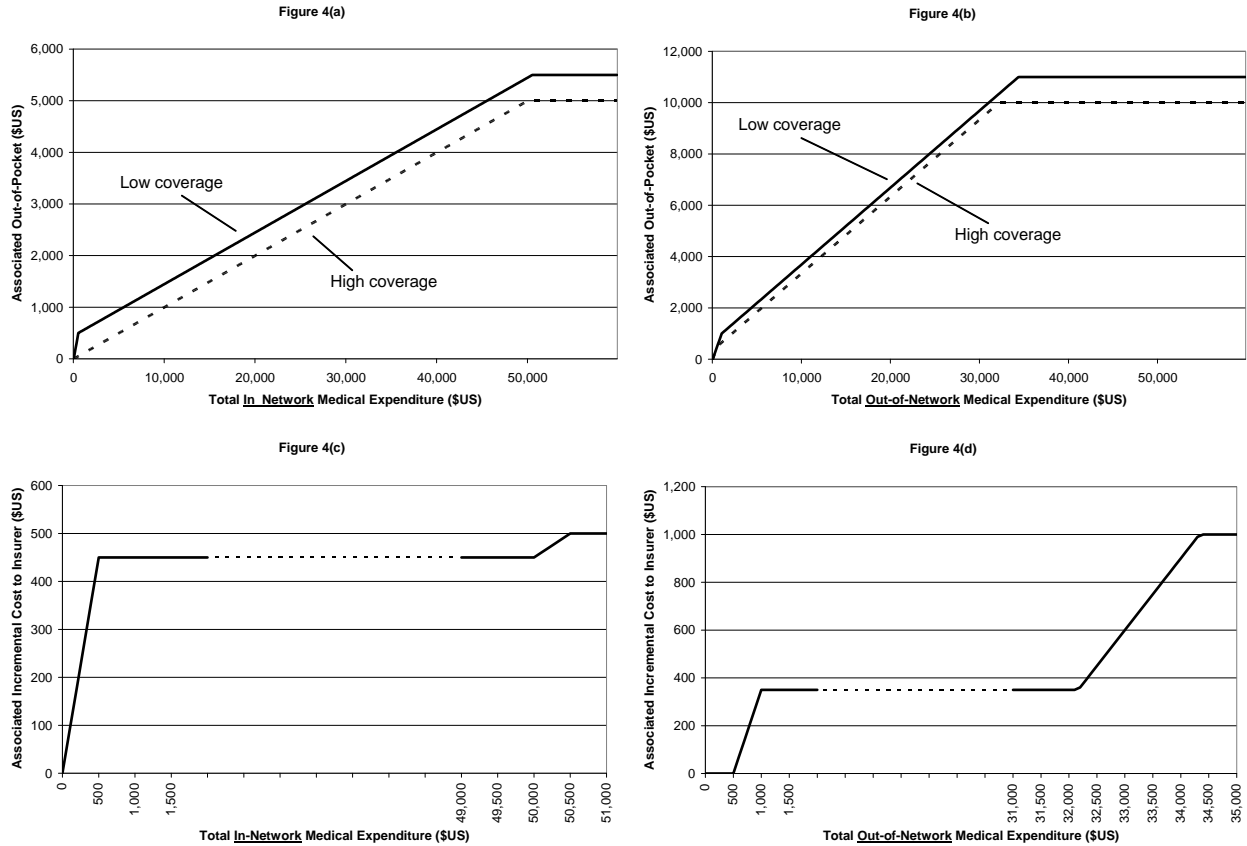 Figure 4(a)
6,000
5,000
4,000
3,000
2,000
1,000
0
Associated Out-of-Pocket ($US)
Low coverage
High coverage
0 10,000 20,000 30,000 40,000 50,000
Total In_Network Medical Expenditure ($US)
Figure 4(b)
12,000
10,000
8,000
6,000
4,000
2,000
0
Associated Out-of-Pocket ($US)
Low coverage
High coverage
0 10,000 20,000 30,000 40,000 50,000
Total Out-of-Network Medical Expenditure ($US)
Figure 4(c)
600
500
400
300
200
100
0
Associated Incremental Cost to Insurer ($US)
0 500 1,000 1,500 49,000 49,500 50,000 50,500 51,000
Total In-Network Medical Expenditure ($US)
Figure 4(d)
1,200
1,000
800
600
400
200
0
Associated Incremental Cost to Insurer ($US)
0 500 1,000 1,500 31,000 31,500 32,000 32,500 33,000 33,500 34,000 34,500 35,000
Total Out-of-Network Medical Expenditure ($US)